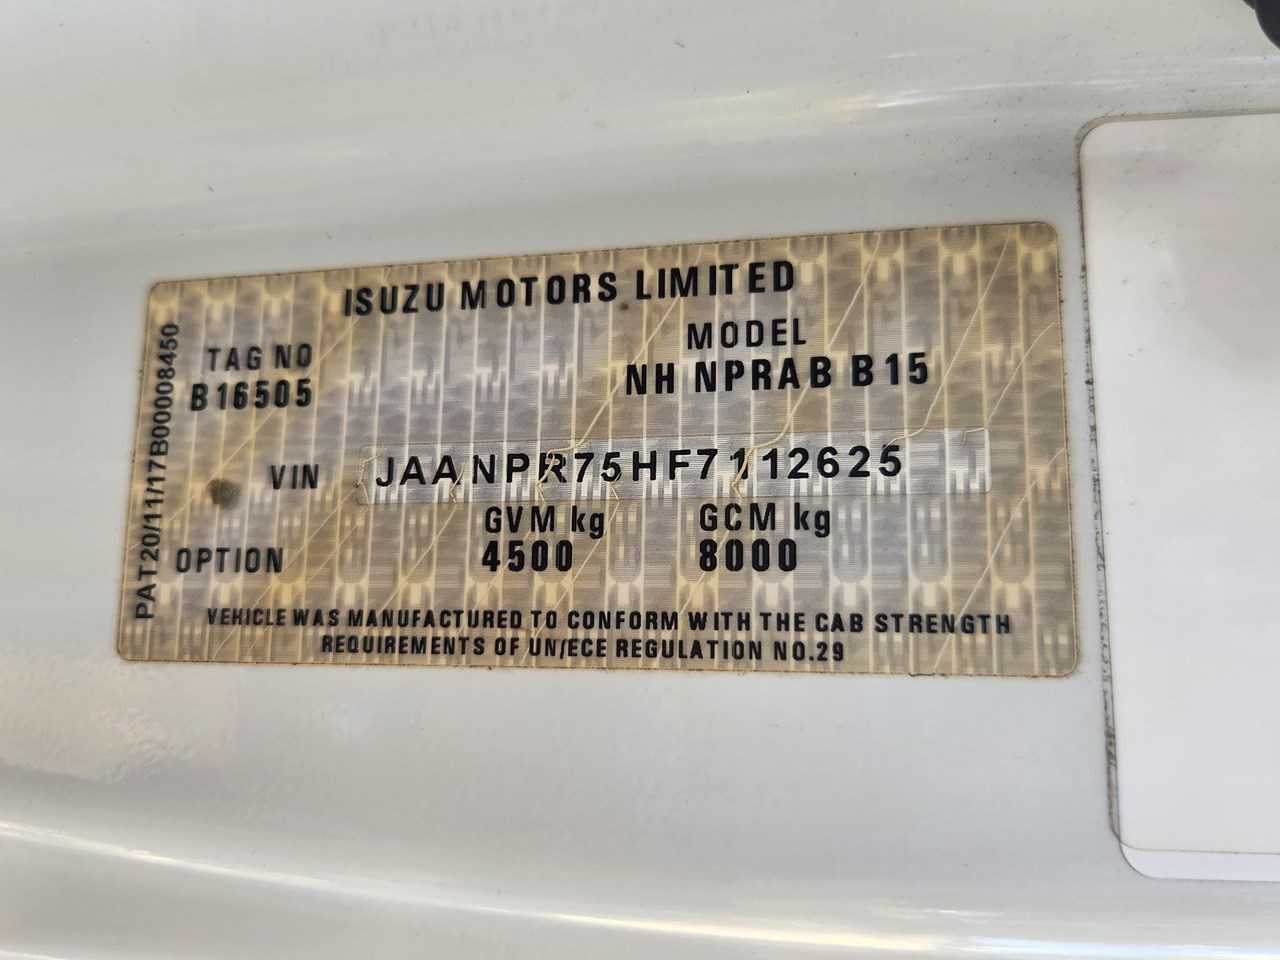 ISUZU MOTORS LIMITED
TAG NO
B16505
MODEL
NH NPRAB B15
VIN
JAANPR75HF7112625
GVM kg
4500
GCM kg
8000
OPTION
VEHICLE WAS MANUFACTURED TO CONFORM WITH THE CAB STRENGTH
REQUIREMENTS OF UN/ECE REGULATION NO.29
PAT20/11/17B00008450